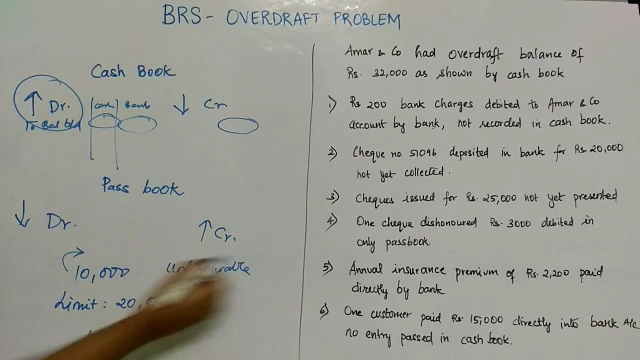 BRS- OVERDRAFT PROBLEM
Cash Book
↑ Dr. cash Bank ↓ Cr
To Bal b/d
Pass book
↓ Dr. ↑ Cr.
10,000
Limit: 20,
Amar & Co had Overdraft balance of
Rs. 32,000 as shown by cash book
1) Rs 200 bank charges debited to Amar & Co
account by bank, not recorded in cash book.
2) Cheque no. 51096 deposited in bank for Rs 20,000
not yet collected.
3) Cheques issued for Rs 25,000 not yet presented
4) One cheque dishonoured Rs 3000 debited in
only passbook.
5) Annual insurance premium of Rs 2,200 paid
directly by bank
6) One customer paid Rs 15,000 directly into bank A/c
no entry passed in cash book.